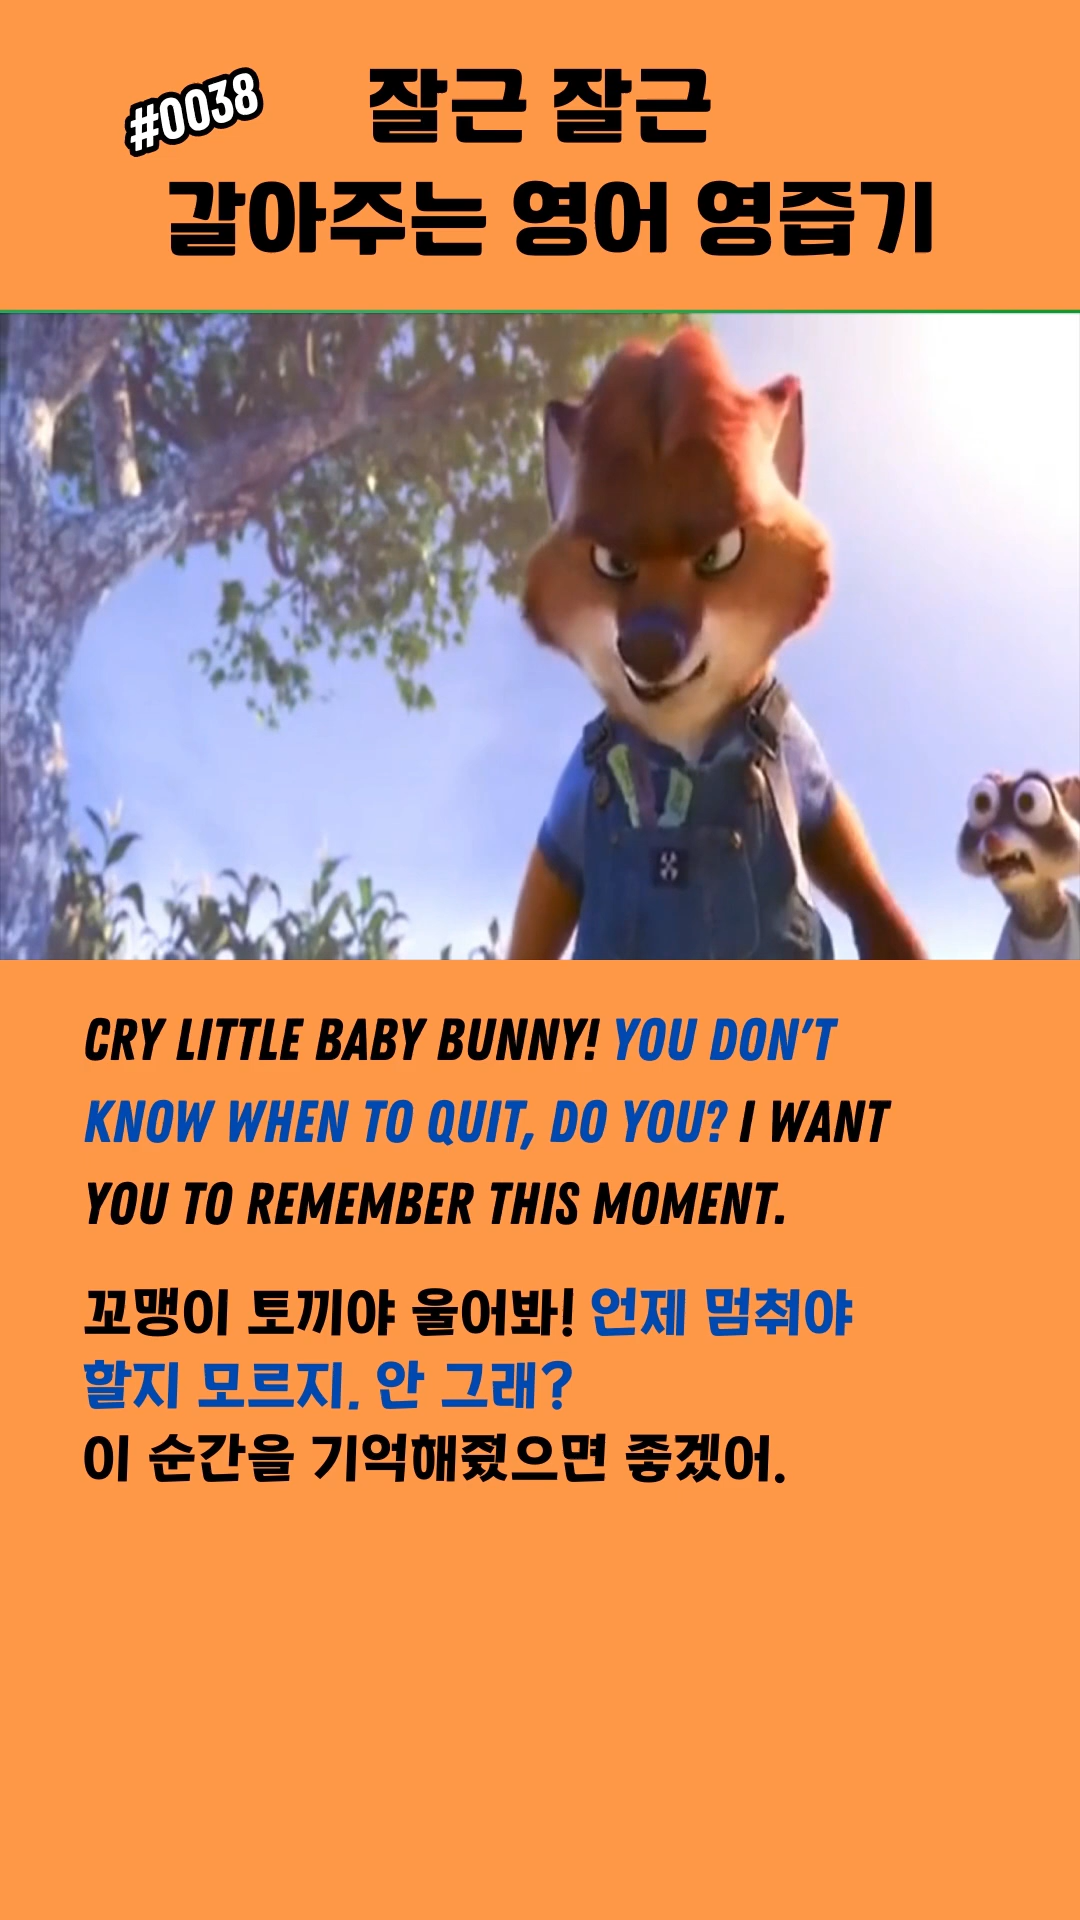 #0038
잘근 잘근
갈아주는 영어 영즙기
CRY LITTLE BABY BUNNY! YOU DON'T
KNOW WHEN TO QUIT, DO YOU? I WANT
YOU TO REMEMBER THIS MOMENT.
꼬맹이 토끼야 울어봐! 언제 멈춰야
할지 모르지, 안 그래?
이 순간을 기억해줬으면 좋겠어.